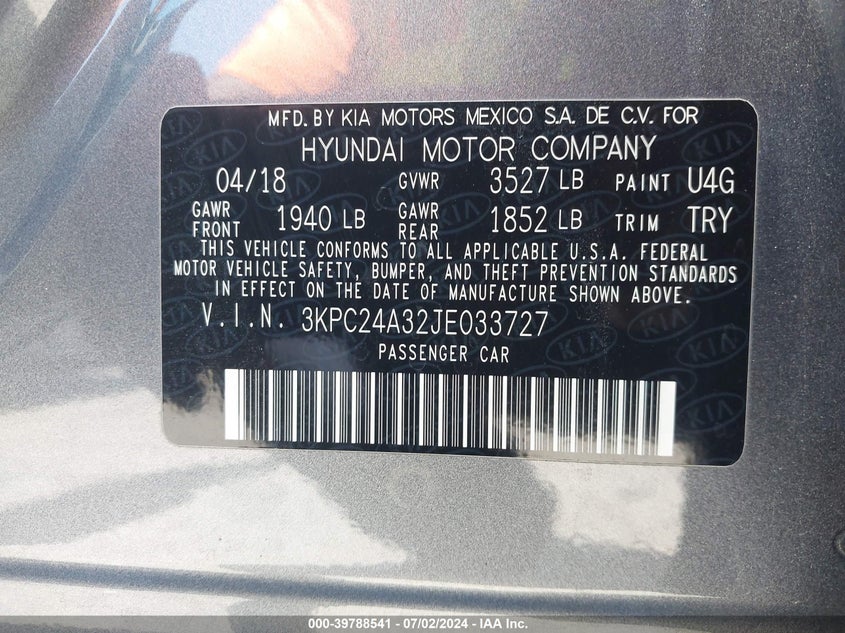 MFD. BY KIA MOTORS MEXICO S.A. DE C.V. FOR
HYUNDAI MOTOR COMPANY
04/18 GVWR 3527 LB PAINT U4G
GAWR FRONT 1940 LB GAWR REAR 1852 LB TRIM TRY
THIS VEHICLE CONFORMS TO ALL APPLICABLE U.S.A. FEDERAL
MOTOR VEHICLE SAFETY, BUMPER, AND THEFT PREVENTION STANDARDS
IN EFFECT ON THE DATE OF MANUFACTURE SHOWN ABOVE.
V.I.N. 3KPC24A32JE033727
PASSENGER CAR
000-39788541 - 07/02/2024 - IAA Inc.